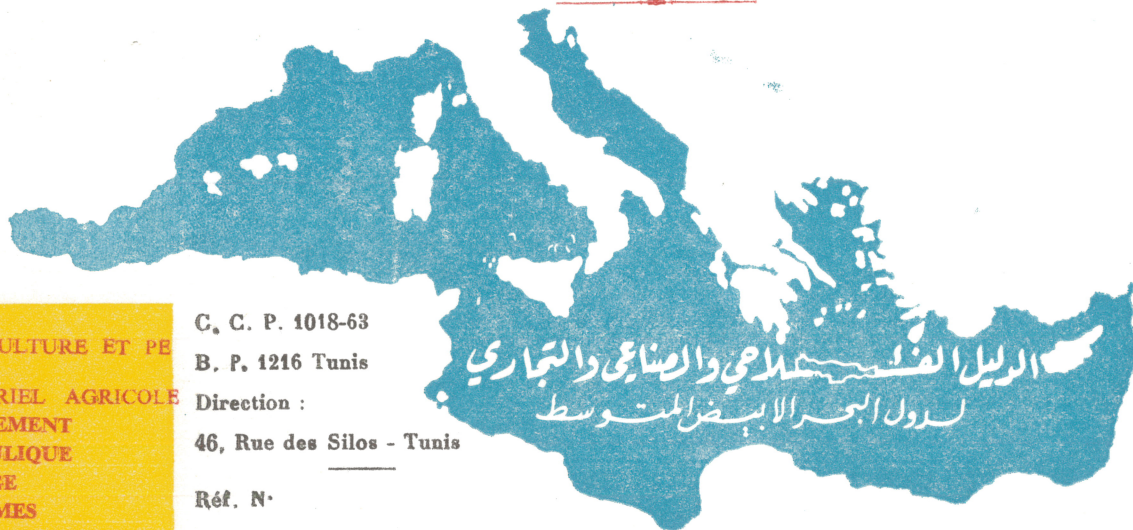 ULTURE ET PE
RIEL AGRICOLE
EMENT
ULIQUE
GE
MES
C. C. P. 1018-63
B. P. 1216 Tunis
Direction :
46, Rue des Silos - Tunis
Réf. N·
الدليل الفلاحي والصناعي والتجاري
لدول البحر الابيض المتوسط